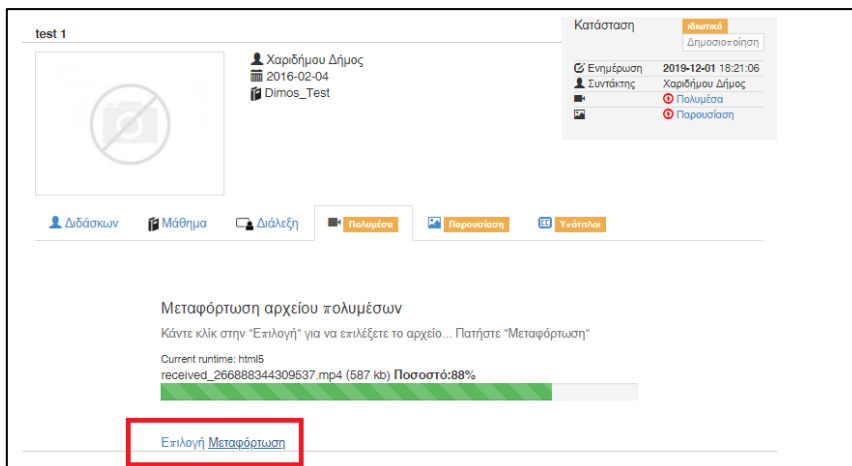 test 1
Χαριδήμου Δήμος
2016-02-04
Dimos_Test
Κατάσταση
ιδιωτικό
Δημοσιοποίηση
Ενημέρωση 2019-12-01 18:21:06
Συντάκτης Χαριδήμου Δήμος
Πολυμέσα
Παρουσίαση
Διδάσκων Μάθημα Διάλεξη Πολυμέσα Παρουσίαση Υπότιτλοι
Μεταφόρτωση αρχείου πολυμέσων
Κάντε κλίκ στην "Επιλογή" για να επιλέξετε το αρχείο... Πατήστε "Μεταφόρτωση"
Current runtime: html5
received_266888344309537.mp4 (587 kb) Ποσοστό:88%
Επιλογή Μεταφόρτωση